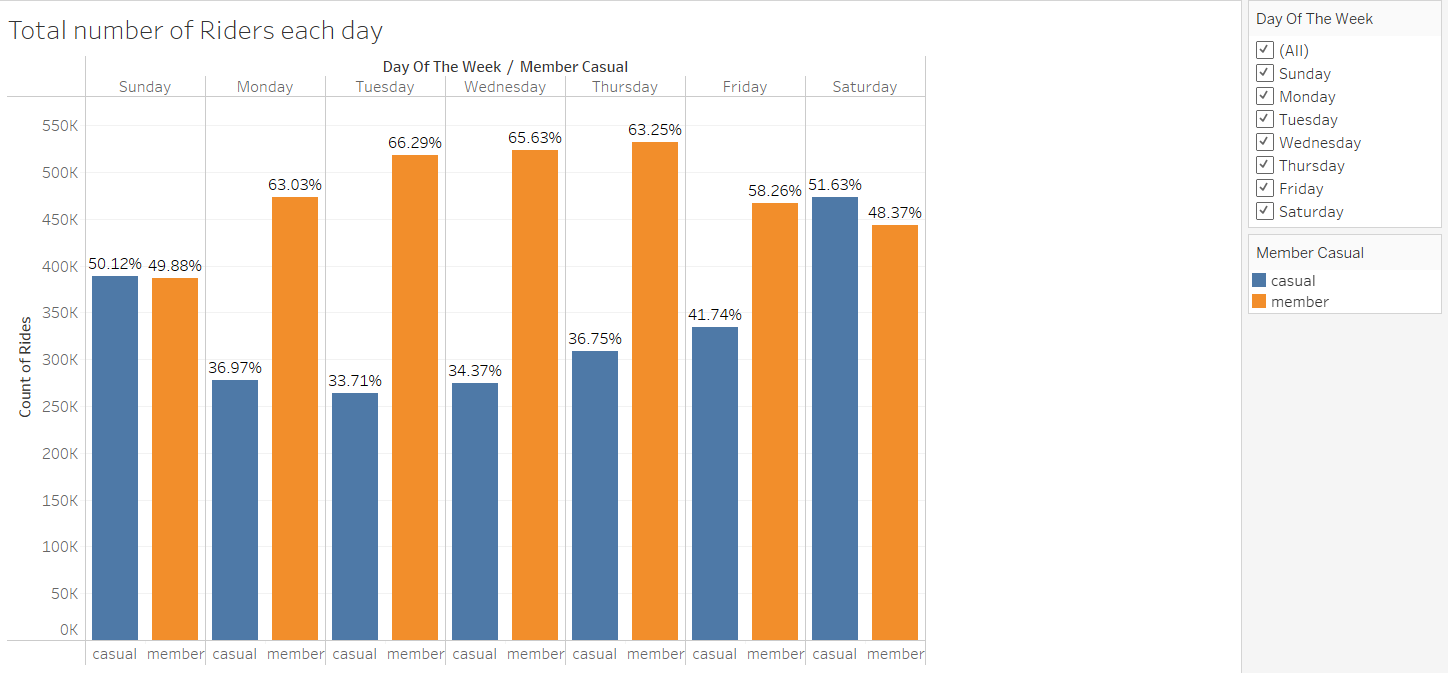 Total number of Riders each day
Day Of The Week / Member Casual
Sunday Monday Tuesday Wednesday Thursday Friday Saturday
Count of Rides
550K
500K
450K
400K
350K
300K
250K
200K
150K
100K
50K
0K
50.12% 49.88%
36.97% 63.03%
33.71% 66.29%
34.37% 65.63%
36.75% 63.25%
41.74% 58.26%
51.63% 48.37%
casual member casual member casual member casual member casual member casual member casual member
Day Of The Week
(All)
Sunday
Monday
Tuesday
Wednesday
Thursday
Friday
Saturday
Member Casual
casual
member